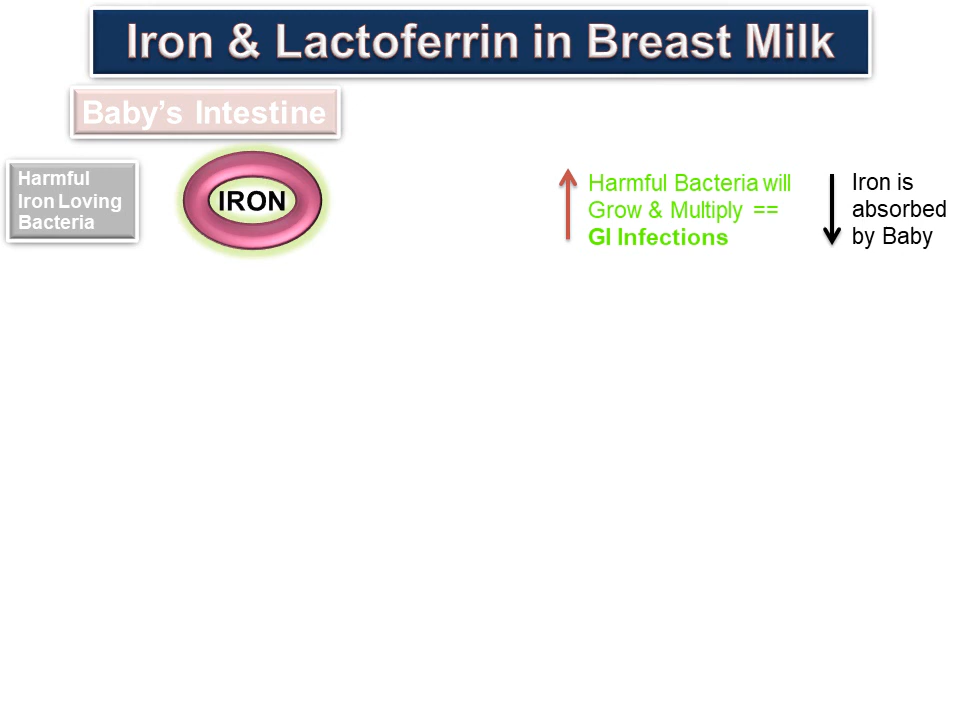 Iron & Lactoferrin in Breast Milk
Baby’s Intestine
Harmful
Iron Loving
Bacteria
IRON
Harmful Bacteria will
Grow & Multiply ==
GI Infections
Iron is
absorbed
by Baby